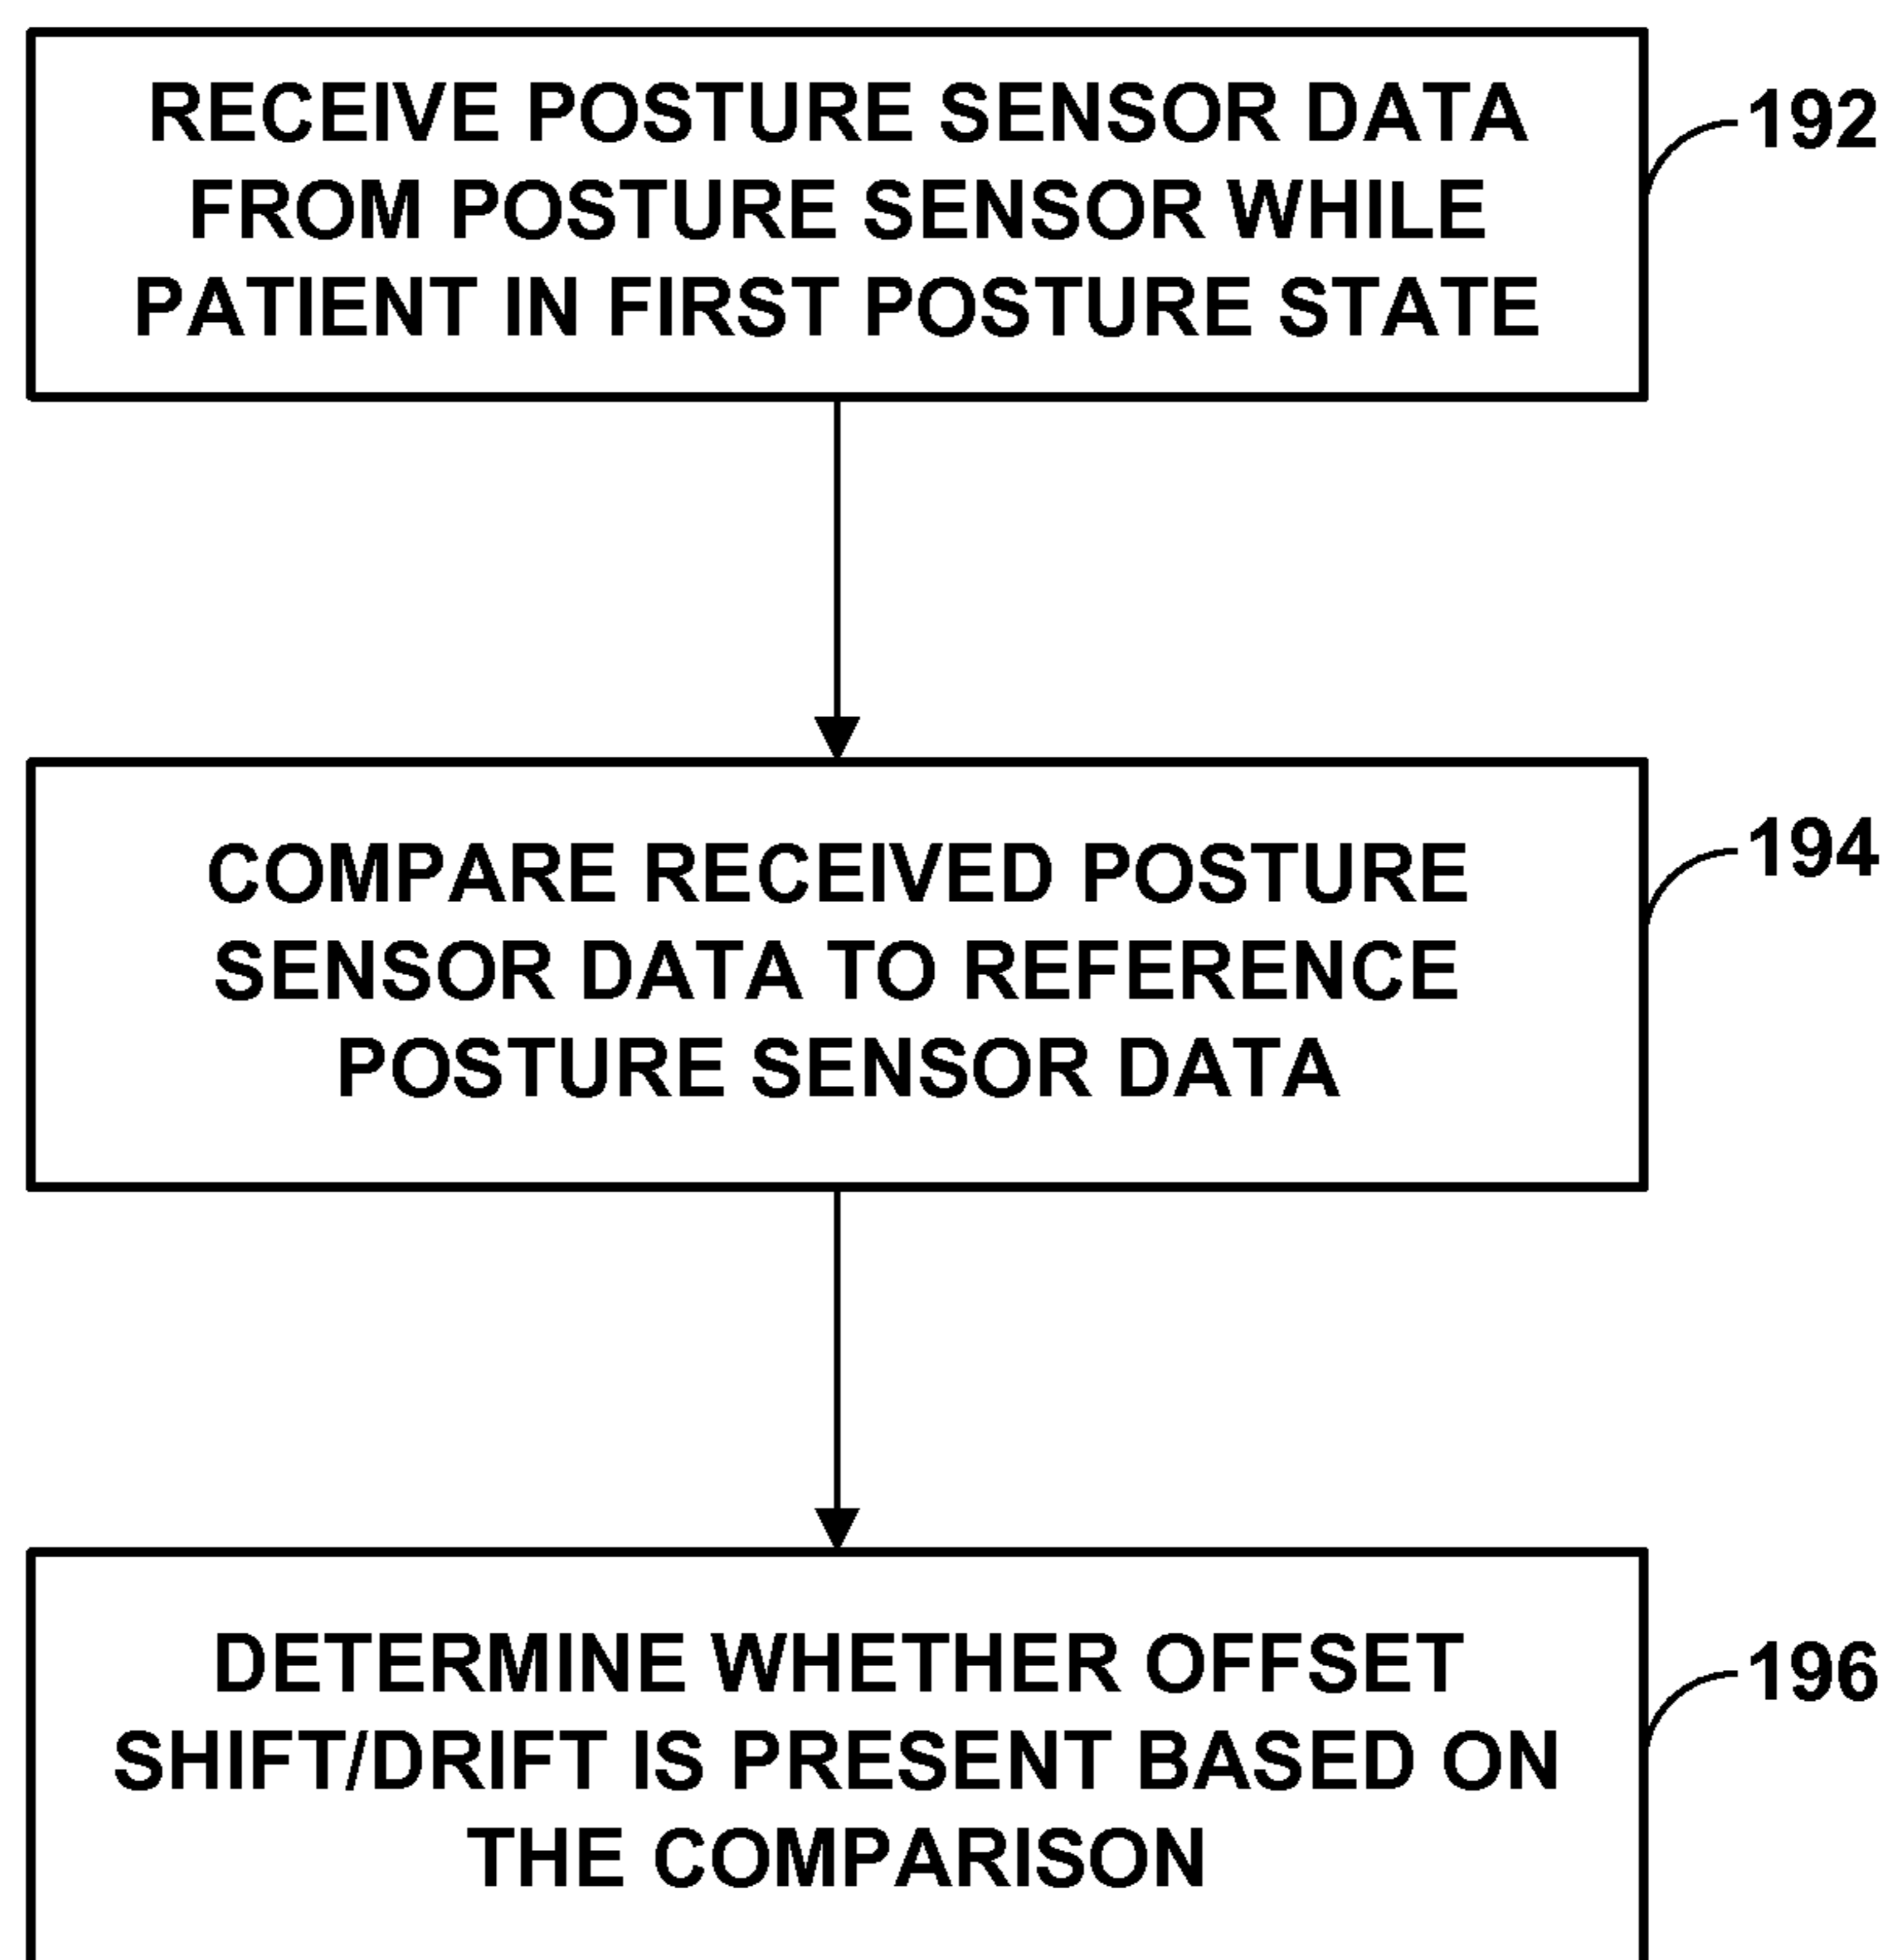 RECEIVE POSTURE SENSOR DATA
FROM POSTURE SENSOR WHILE
PATIENT IN FIRST POSTURE STATE
192
COMPARE RECEIVED POSTURE
SENSOR DATA TO REFERENCE
POSTURE SENSOR DATA
194
DETERMINE WHETHER OFFSET
SHIFT/DRIFT IS PRESENT BASED ON
THE COMPARISON
196